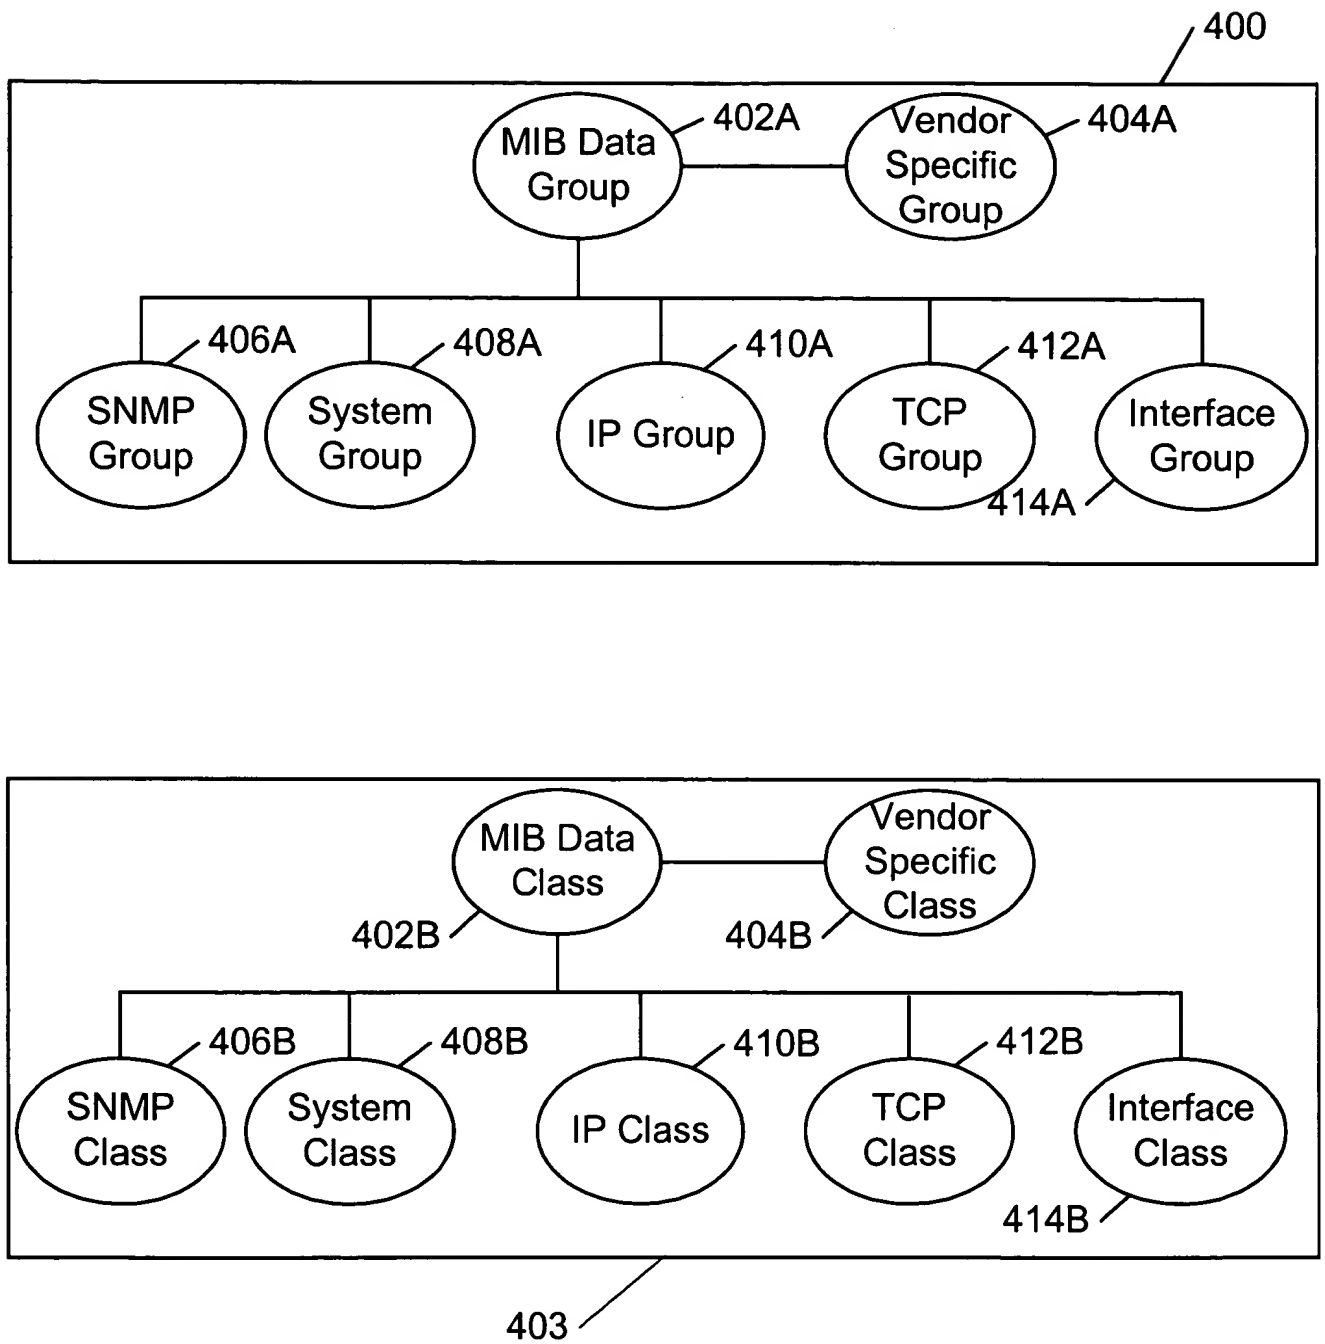 400
MIB Data
Group
402A
Vendor
Specific
Group
404A
406A
408A
410A
412A
SNMP
Group
System
Group
IP Group
TCP
Group
Interface
Group
414A
MIB Data
Class
402B
Vendor
Specific
Class
404B
406B
408B
410B
412B
SNMP
Class
System
Class
IP Class
TCP
Class
Interface
Class
414B
403